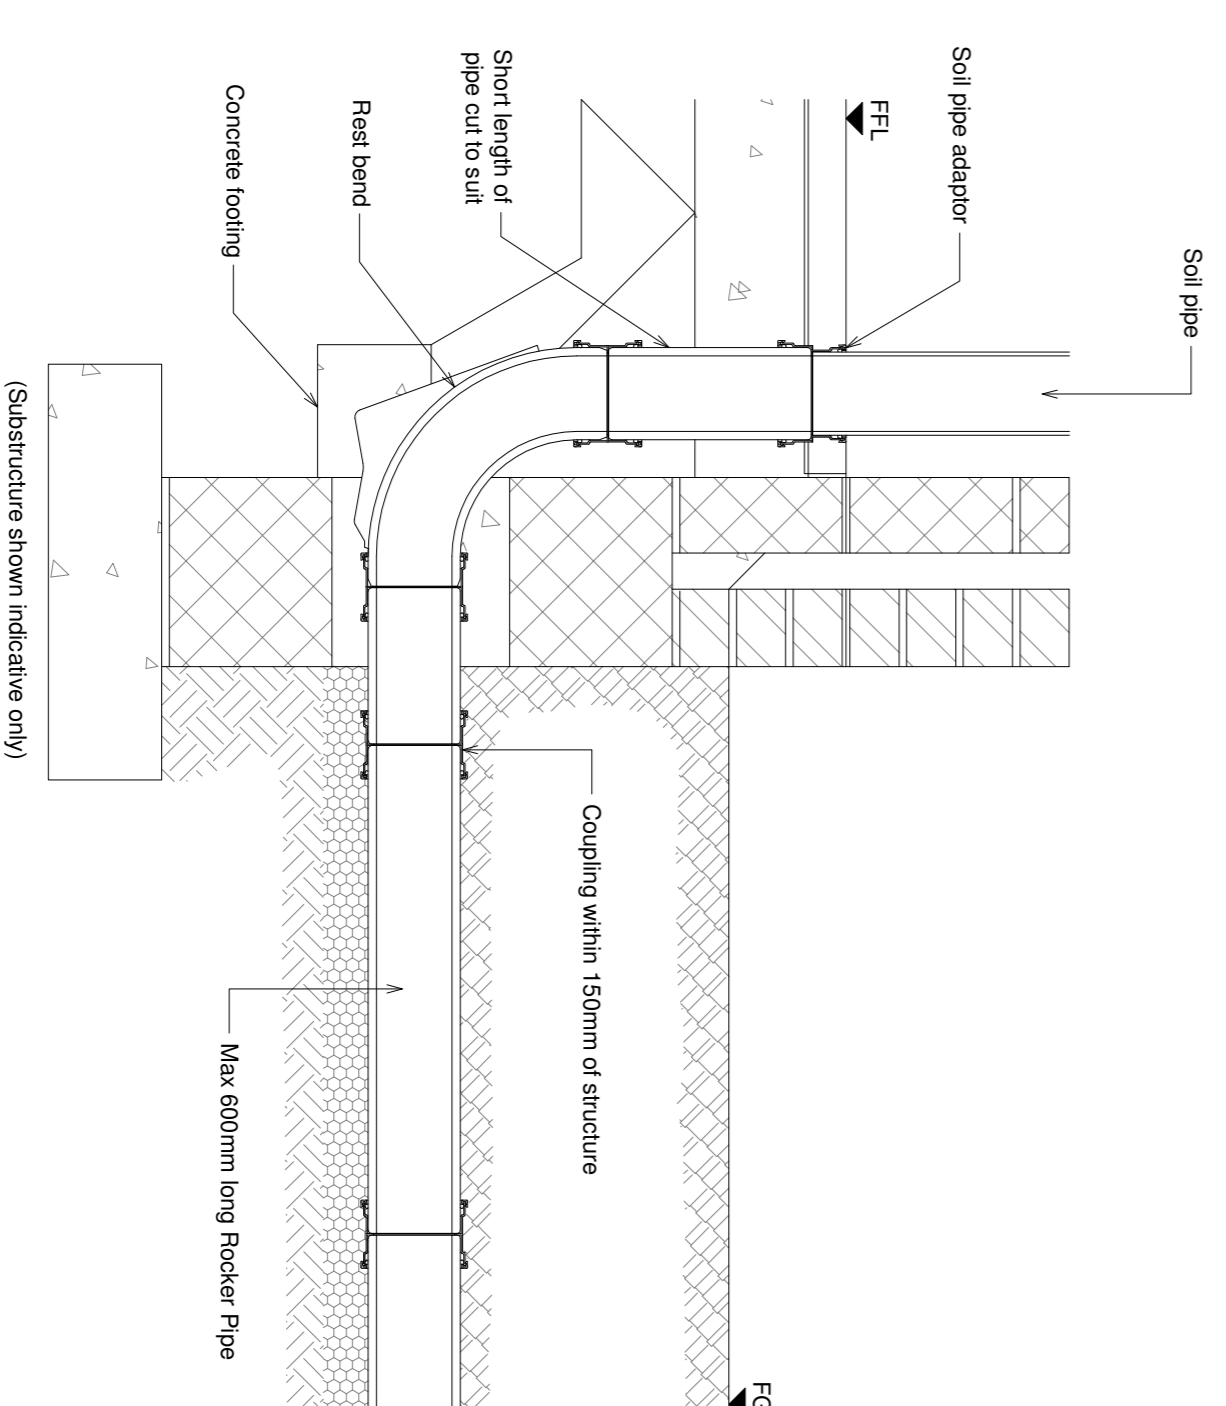 Soil pipe
Soil pipe adaptor
FFL
Short length of
pipe cut to suit
Rest bend
Concrete footing
Coupling within 150mm of structure
Max 600mm long Rocker Pipe
(Substructure shown indicative only)